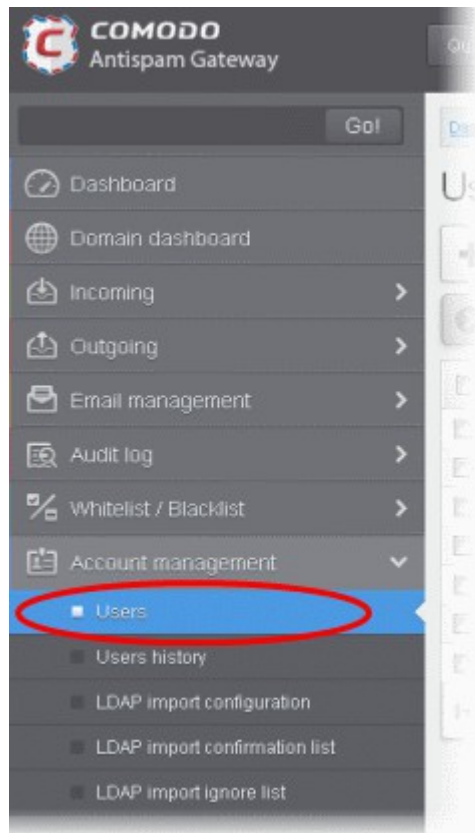 COMODO
Antispam Gateway
Go!
Dashboard
Domain dashboard
Incoming
Outgoing
Email management
Audit log
Whitelist / Blacklist
Account management
Users
Users history
LDAP import configuration
LDAP import confirmation list
LDAP import ignore list